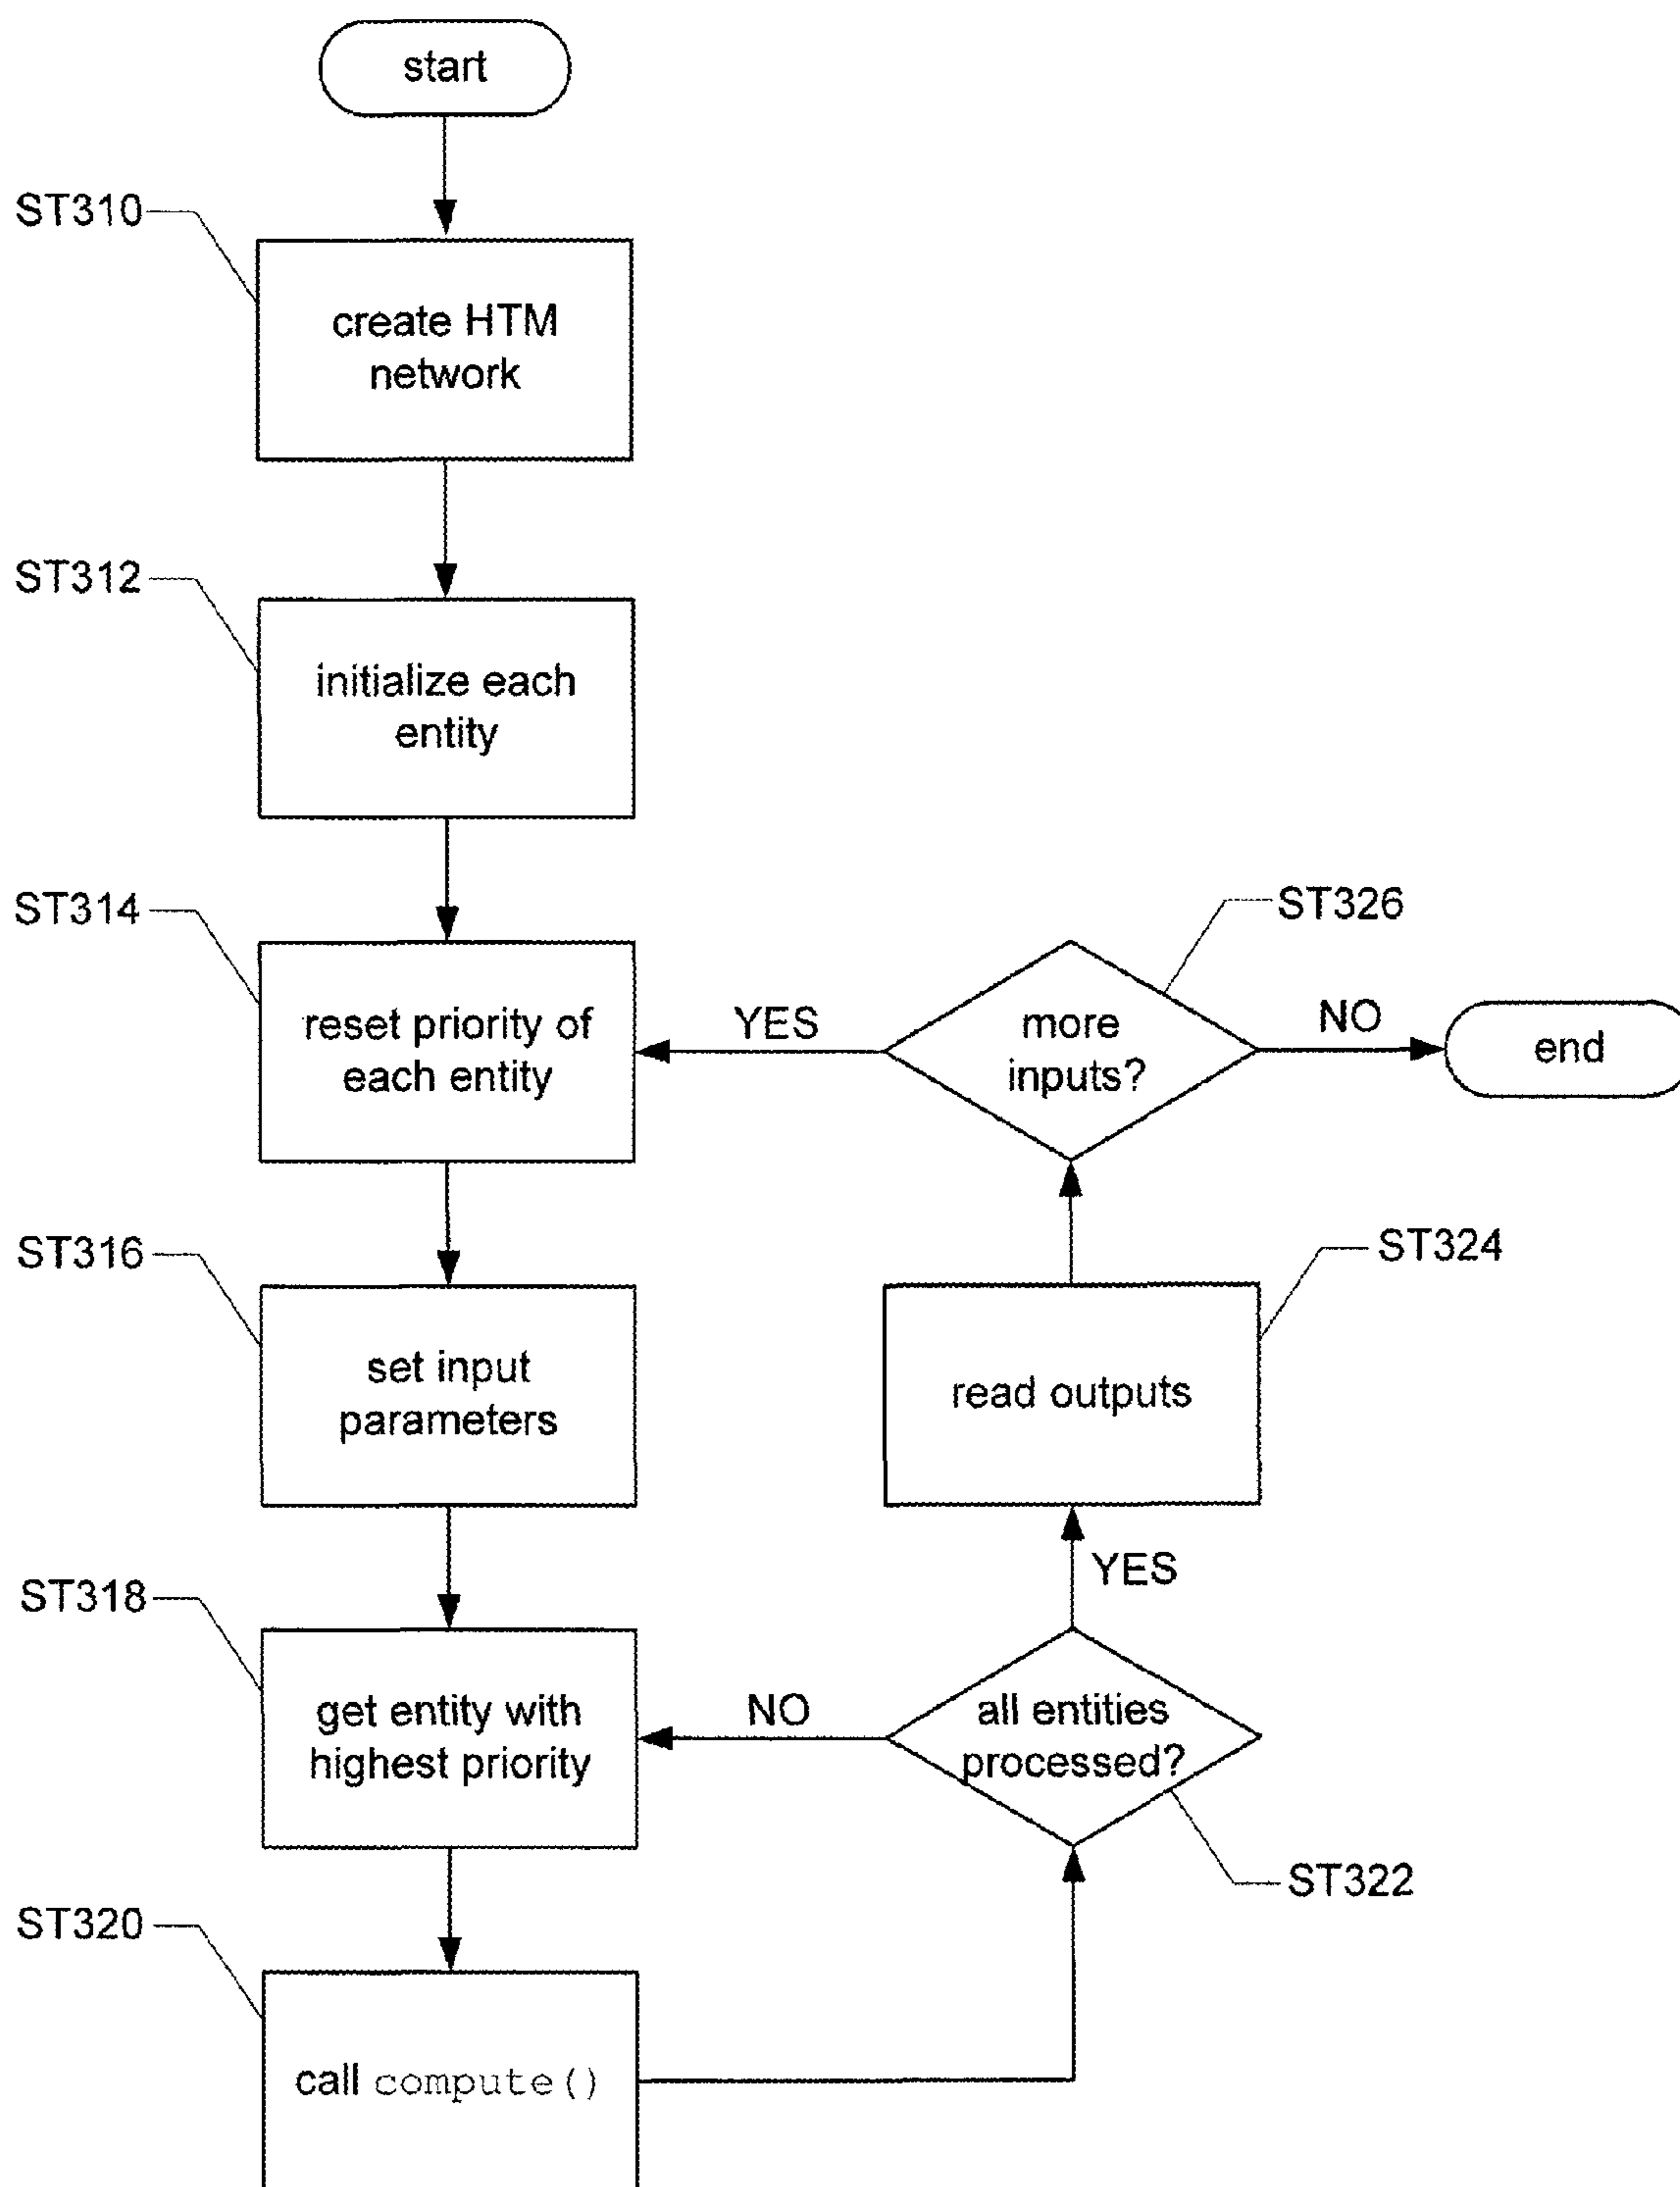 start
ST310
create HTM
network
ST312
initialize each
entity
ST314
reset priority of
each entity
YES
more
inputs?
ST326
NO
end
ST316
set input
parameters
read outputs
ST324
YES
ST318
get entity with
highest priority
NO
all entities
processed?
ST322
ST320
call compute()